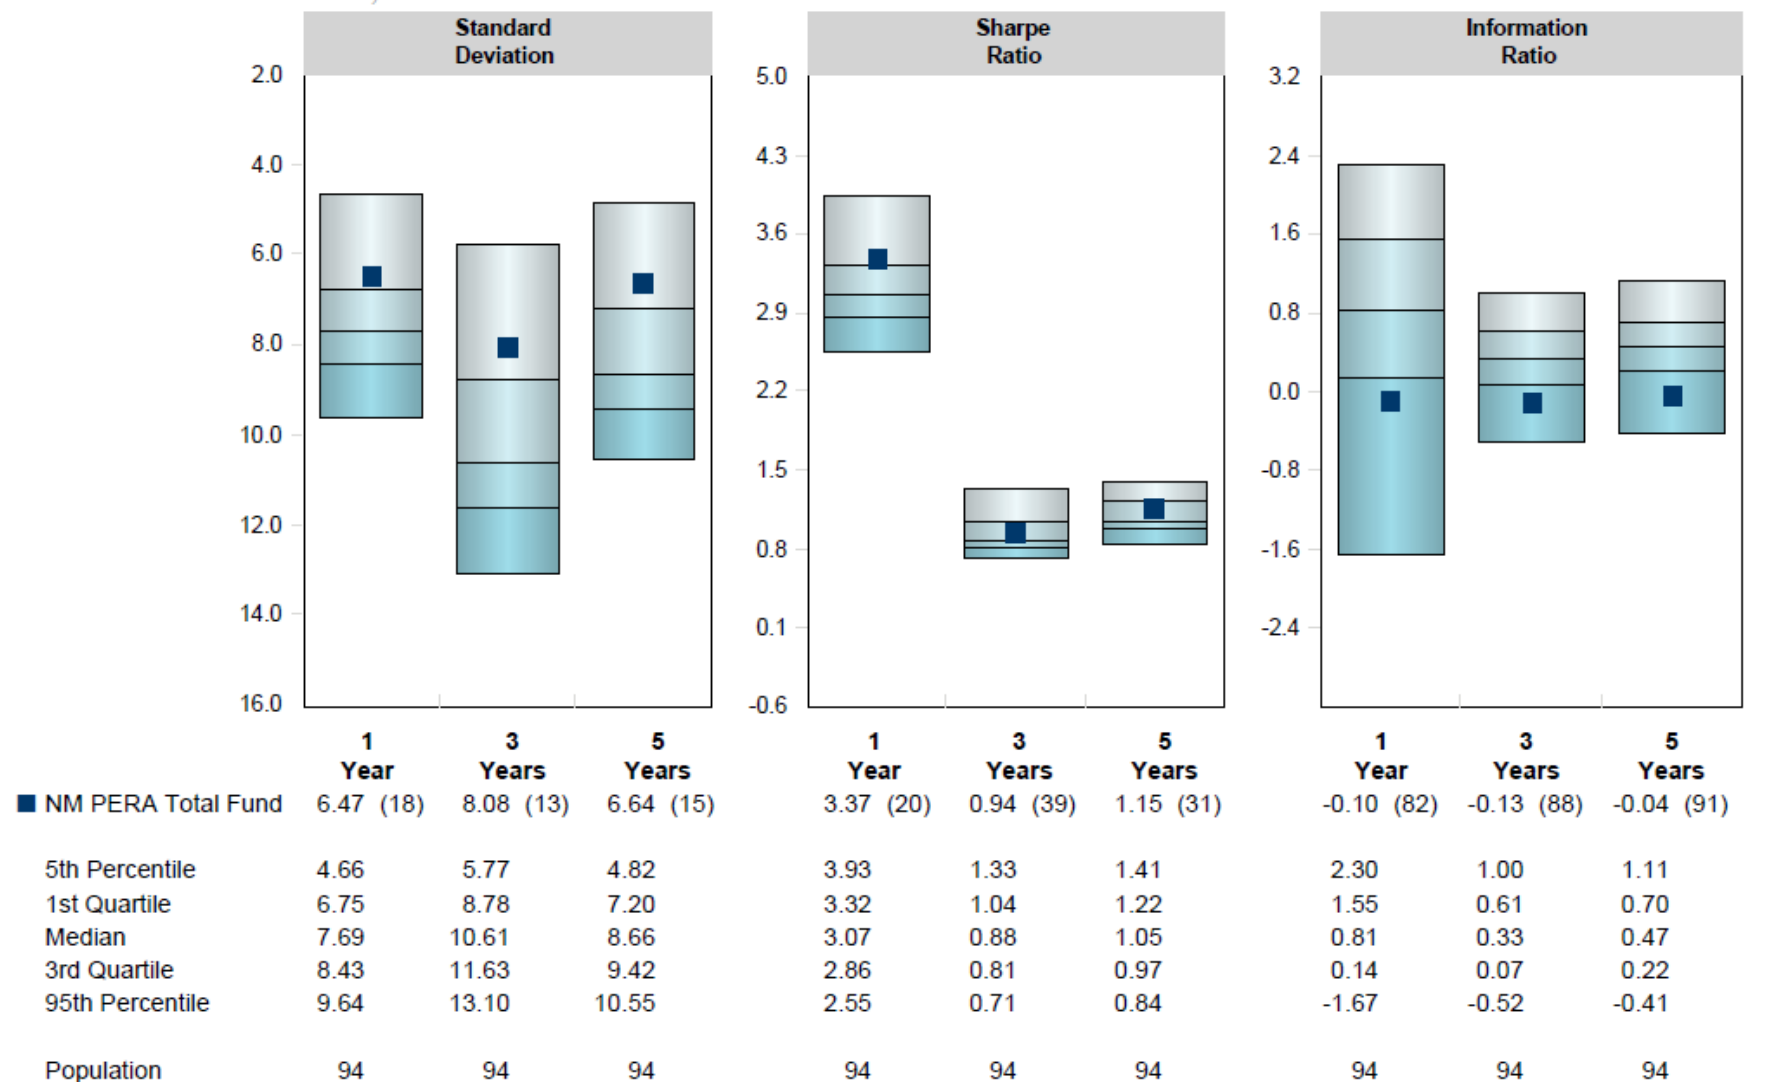 Standard Deviation
Sharpe Ratio
Information Ratio
2.0
4.0
6.0
8.0
10.0
12.0
14.0
16.0
5.0
4.3
3.6
2.9
2.2
1.5
0.8
0.1
-0.6
3.2
2.4
1.6
0.8
0.0
-0.8
-1.6
-2.4
1 Year 3 Years 5 Years 1 Year 3 Years 5 Years 1 Year 3 Years 5 Years
NM PERA Total Fund 6.47 (18) 8.08 (13) 6.64 (15) 3.37 (20) 0.94 (39) 1.15 (31) -0.10 (82) -0.13 (88) -0.04 (91)
5th Percentile 4.66 5.77 4.82 3.93 1.33 1.41 2.30 1.00 1.11
1st Quartile 6.75 8.78 7.20 3.32 1.04 1.22 1.55 0.61 0.70
Median 7.69 10.61 8.66 3.07 0.88 1.05 0.81 0.33 0.47
3rd Quartile 8.43 11.63 9.42 2.86 0.81 0.97 0.14 0.07 0.22
95th Percentile 9.64 13.10 10.55 2.55 0.71 0.84 -1.67 -0.52 -0.41
Population 94 94 94 94 94 94 94 94 94